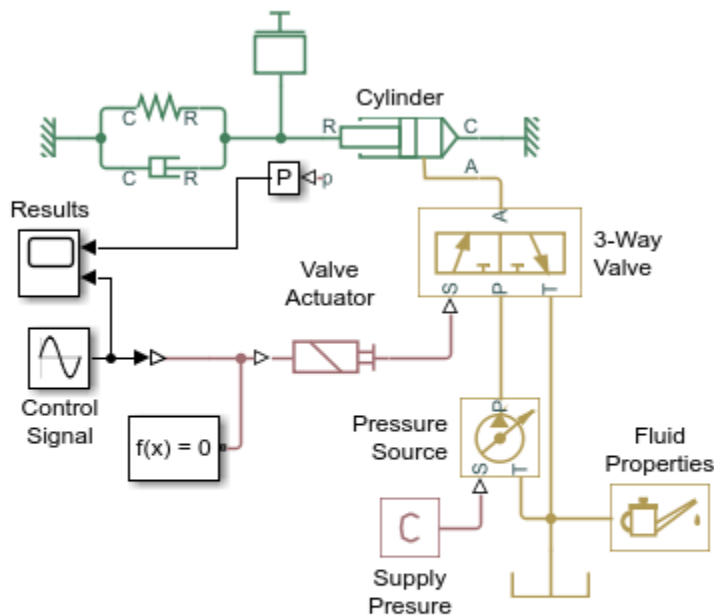 Cylinder
C R
R C
C R
A
P p
Results
A
3-Way
Valve
Valve
Actuator
S P T
Control
Signal
f(x) = 0
Pressure
Source
P
S T
Fluid
Properties
C
Supply
Presure